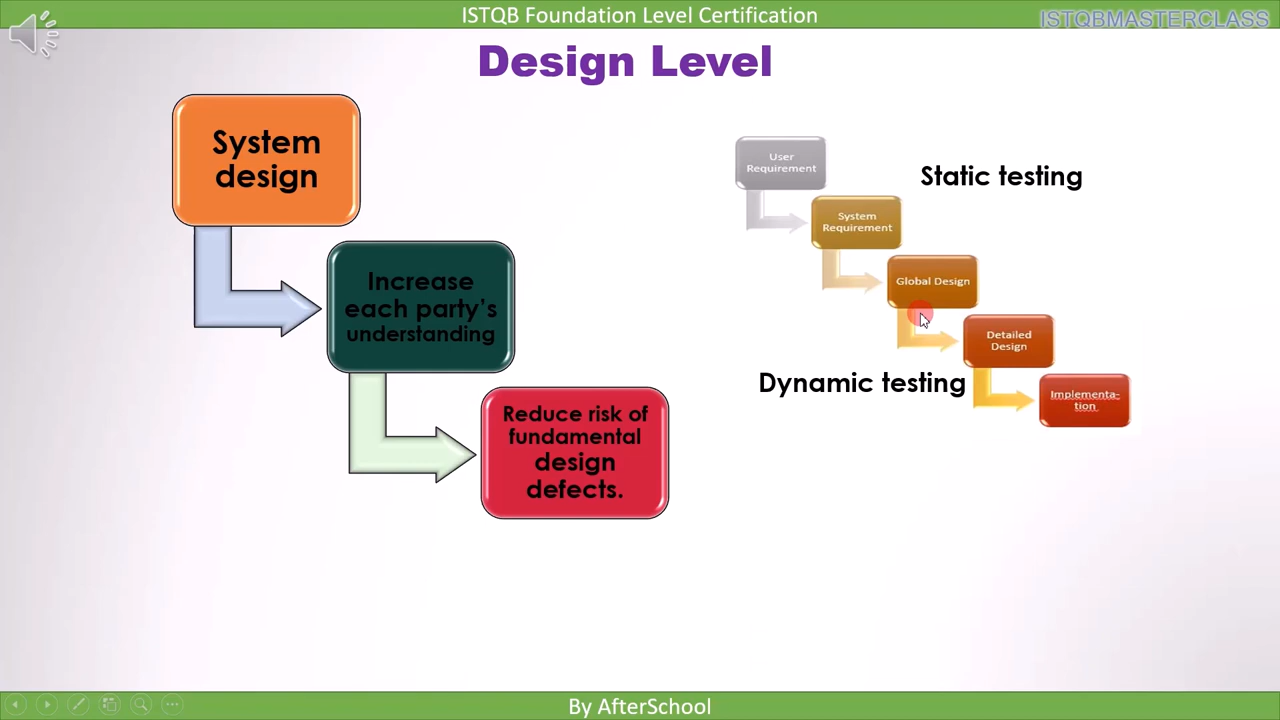 ISTQB Foundation Level Certification
ISTQBMASTERCLASS
Design Level
System
design
Increase
each party's
understanding
Reduce risk of
fundamental
design
defects.
User
Requirement
Static testing
System
Requirement
Global Design
Detailed
Design
Dynamic testing
Implementa-
tion
By AfterSchool